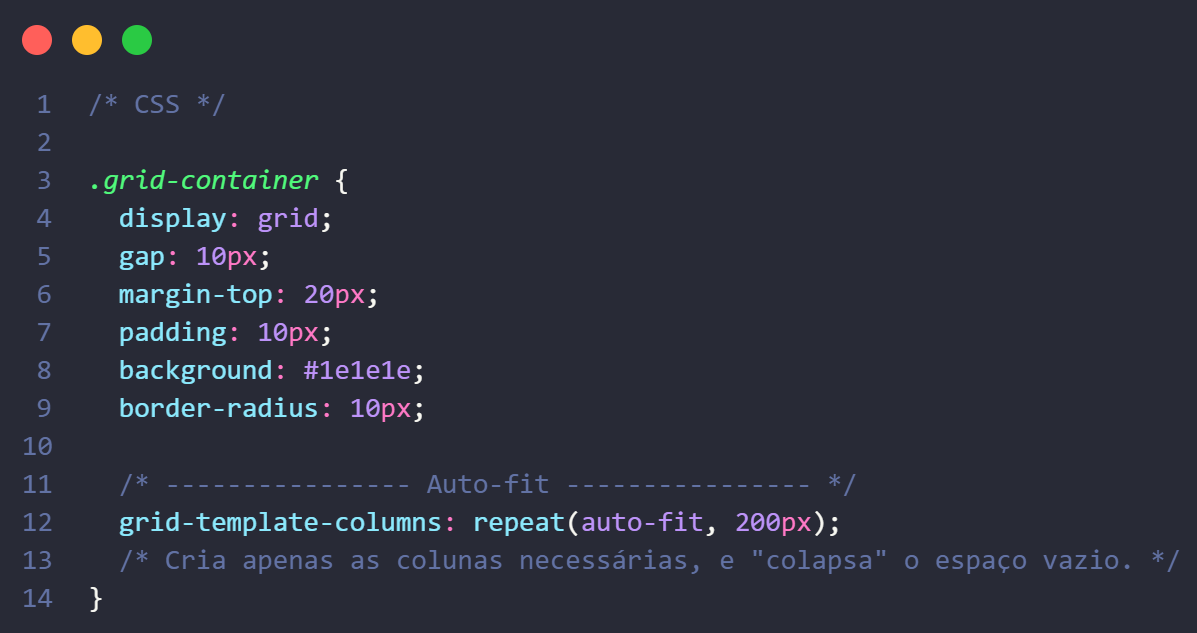 1 /* CSS */
2
3 .grid-container {
4 display: grid;
5 gap: 10px;
6 margin-top: 20px;
7 padding: 10px;
8 background: #1e1e1e;
9 border-radius: 10px;
10
11 /* ---------------- Auto-fit ---------------- */
12 grid-template-columns: repeat(auto-fit, 200px);
13 /* Cria apenas as colunas necessárias, e "colapsa" o espaço vazio. */
14 }